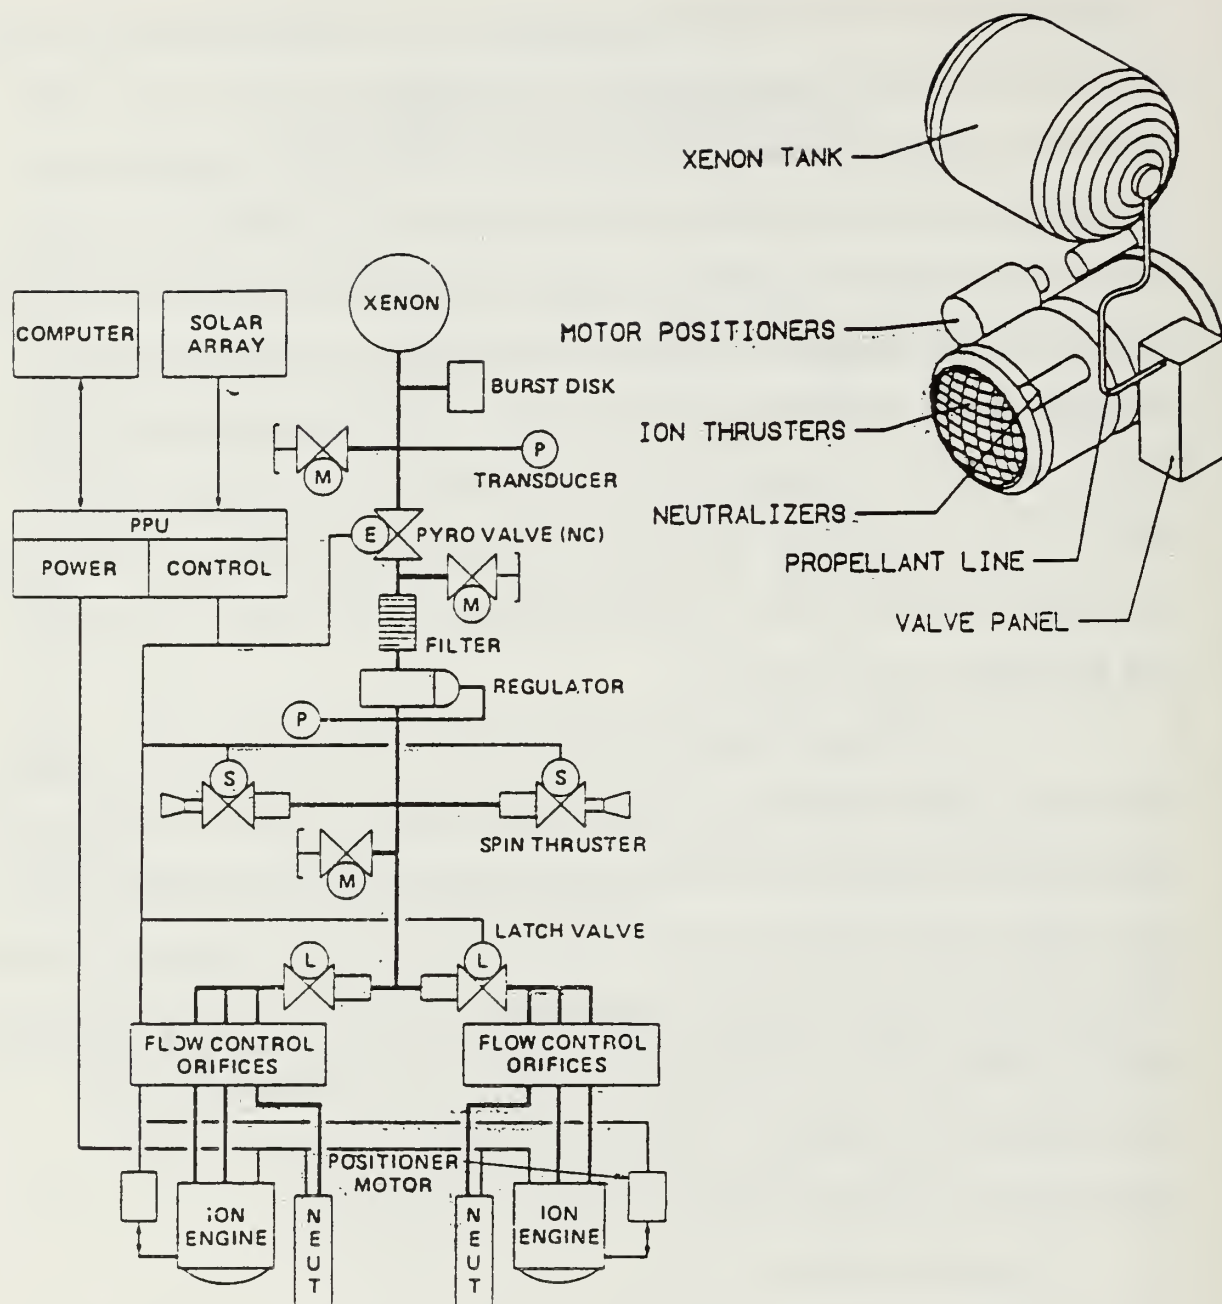 XENON TANK
MOTOR POSITIONERS
ION THRUSTERS
NEUTRALIZERS
PROPELLANT LINE
VALVE PANEL
COMPUTER
SOLAR
ARRAY
XENON
BURST DISK
M
P
TRANSDUCER
PPU
POWER
CONTROL
E
PYRO VALVE (NC)
M
FILTER
REGULATOR
P
S
S
SPIN THRUSTER
M
LATCH VALVE
L
L
FLOW CONTROL
ORIFICES
FLOW CONTROL
ORIFICES
POSITIONER
MOTOR
ION
ENGINE
NEUT
NEUT
ION
ENGINE